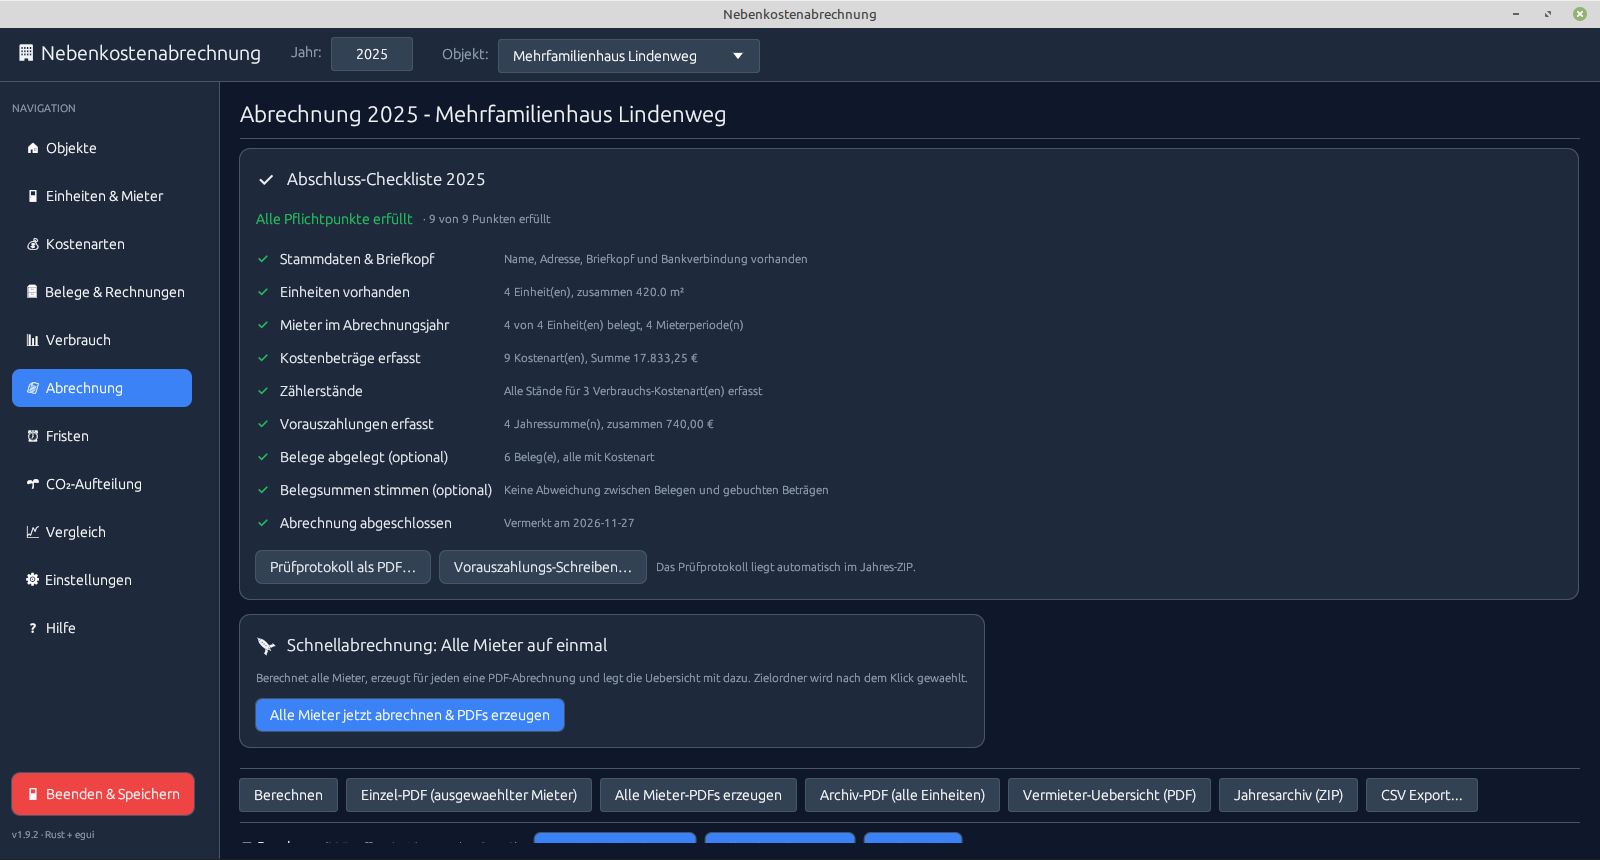 Nebenkostenabrechnung
Nebenkostenabrechnung Jahr: 2025 Objekt: Mehrfamilienhaus Lindenweg
NAVIGATION
Objekte
Einheiten & Mieter
Kostenarten
Belege & Rechnungen
Verbrauch
Abrechnung
Fristen
CO₂-Aufteilung
Vergleich
Einstellungen
? Hilfe
Beenden & Speichern
v1.9.2 · Rust + egui
Abrechnung 2025 - Mehrfamilienhaus Lindenweg
Abschluss-Checkliste 2025
Alle Pflichtpunkte erfüllt · 9 von 9 Punkten erfüllt
Stammdaten & Briefkopf Name, Adresse, Briefkopf und Bankverbindung vorhanden
Einheiten vorhanden 4 Einheit(en), zusammen 420.0 m²
Mieter im Abrechnungsjahr 4 von 4 Einheit(en) belegt, 4 Mieterperiode(n)
Kostenbeträge erfasst 9 Kostenart(en), Summe 17.833,25 €
Zählerstände Alle Stände für 3 Verbrauchs-Kostenart(en) erfasst
Vorauszahlungen erfasst 4 Jahressumme(n), zusammen 740,00 €
Belege abgelegt (optional) 6 Beleg(e), alle mit Kostenart
Belegsummen stimmen (optional) Keine Abweichung zwischen Belegen und gebuchten Beträgen
Abrechnung abgeschlossen Vermerkt am 2026-11-27
Prüfprotokoll als PDF... Vorauszahlungs-Schreiben... Das Prüfprotokoll liegt automatisch im Jahres-ZIP.
Schnellabrechnung: Alle Mieter auf einmal
Berechnet alle Mieter, erzeugt für jeden eine PDF-Abrechnung und legt die Uebersicht mit dazu. Zielordner wird nach dem Klick gewaehlt.
Alle Mieter jetzt abrechnen & PDFs erzeugen
Berechnen Einzel-PDF (ausgewaehlter Mieter) Alle Mieter-PDFs erzeugen Archiv-PDF (alle Einheiten) Vermieter-Uebersicht (PDF) Jahresarchiv (ZIP) CSV Export...